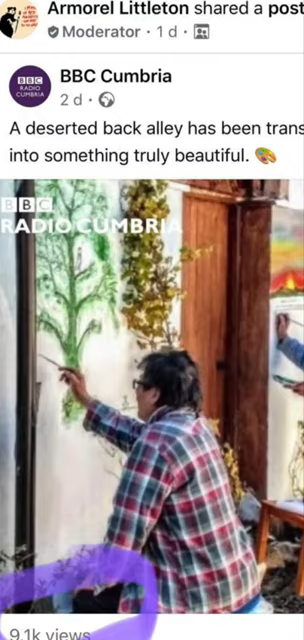 Armorel Littleton shared a post
Moderator · 1 d ·
BBC
RADIO
CUMBRIA
BBC Cumbria
2 d ·
A deserted back alley has been trans
into something truly beautiful. 🎨
BBC
RADIO CUMBRIA
9.1k views